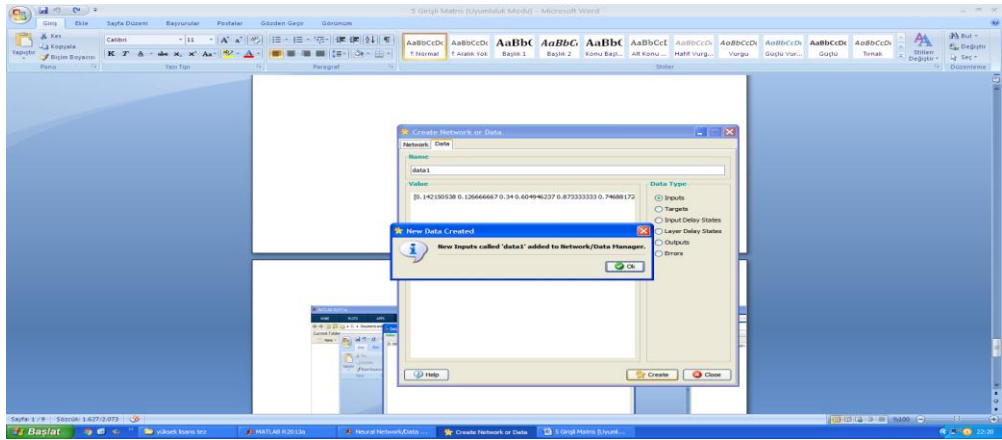 5 Girişli Matris (Uyumluluk Modu) - Microsoft Word
Giriş Ekle Sayfa Düzeni Başvurular Postalar Gözden Geçir Görünüm
Yapıştır
Kes
Kopyala
Biçim Boyacısı
Pano
Calibri 11
K T A abc x, x² Aa
Yazı Tipi
Paragraf
AaBbCcDc AaBbCcDc AaBbC AaBbC AaBbC AaBbCcL AaBbCcDc AaBbCcDc AaBbCcDc AaBbCcDc AaBbCcDc
¶ Normal ¶ Aralık Yok Başlık 1 Başlık 2 Konu Başl... Alt Konu ... Hafif Vurg... Vurgu Güçlü Vur... Güçlü Tırnak
Stilleri Değiştir
Stiller
Bul
Değiştir
Seç
Düzenleme
Create Network or Data
Network Data
Name
data1
Value
[0.142150538 0.126666667 0.34 0.604946237 0.873333333 0.74688172
Data Type
Inputs
Targets
Input Delay States
Layer Delay States
Outputs
Errors
New Data Created
New Inputs called 'data1' added to Network/Data Manager.
Ok
Help
Create
Close
Sayfa: 1 / 9 Sözcük: 1.627/2.073
%100
Başlat
yüksek lisans tez
MATLAB R2013a
Neural Network/Data ...
Create Network or Data
5 Girişli Matris [Uyuml...
22:20